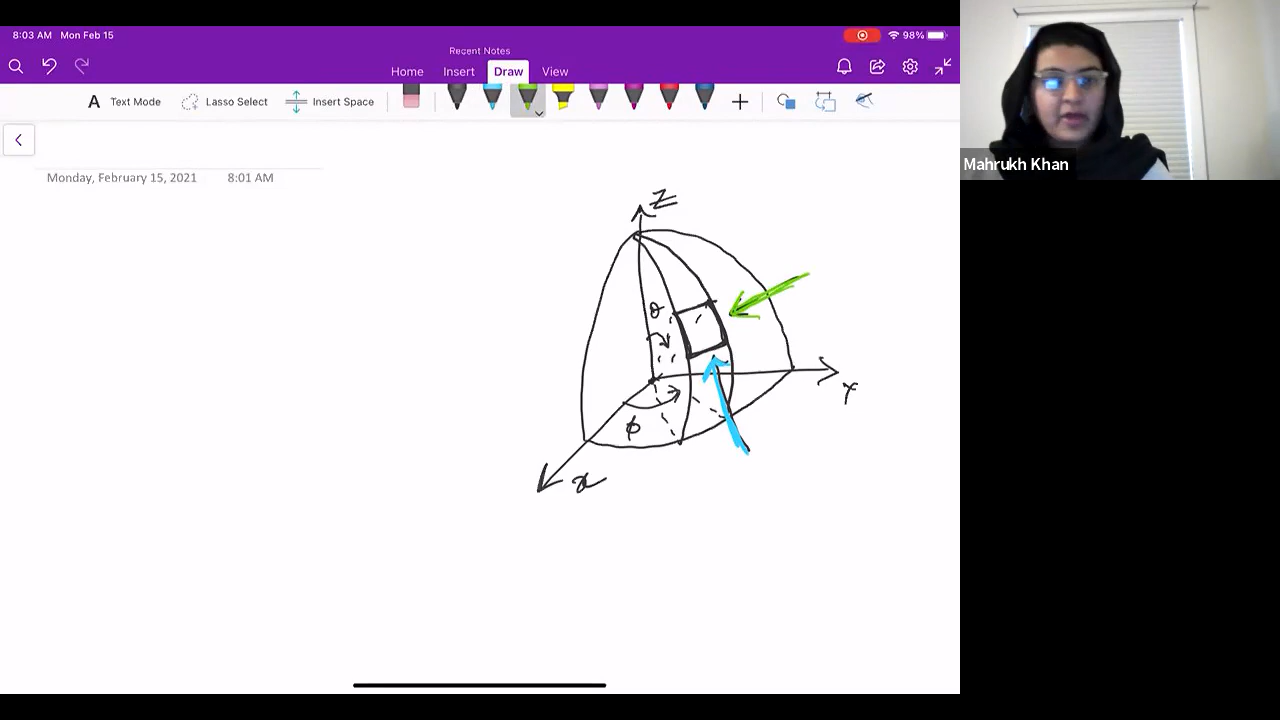 8:03 AM Mon Feb 15
98%
Recent Notes
Home Insert Draw View
A Text Mode Lasso Select Insert Space
Monday, February 15, 2021 8:01 AM
Z
θ
Y
ϕ
x
Mahrukh Khan